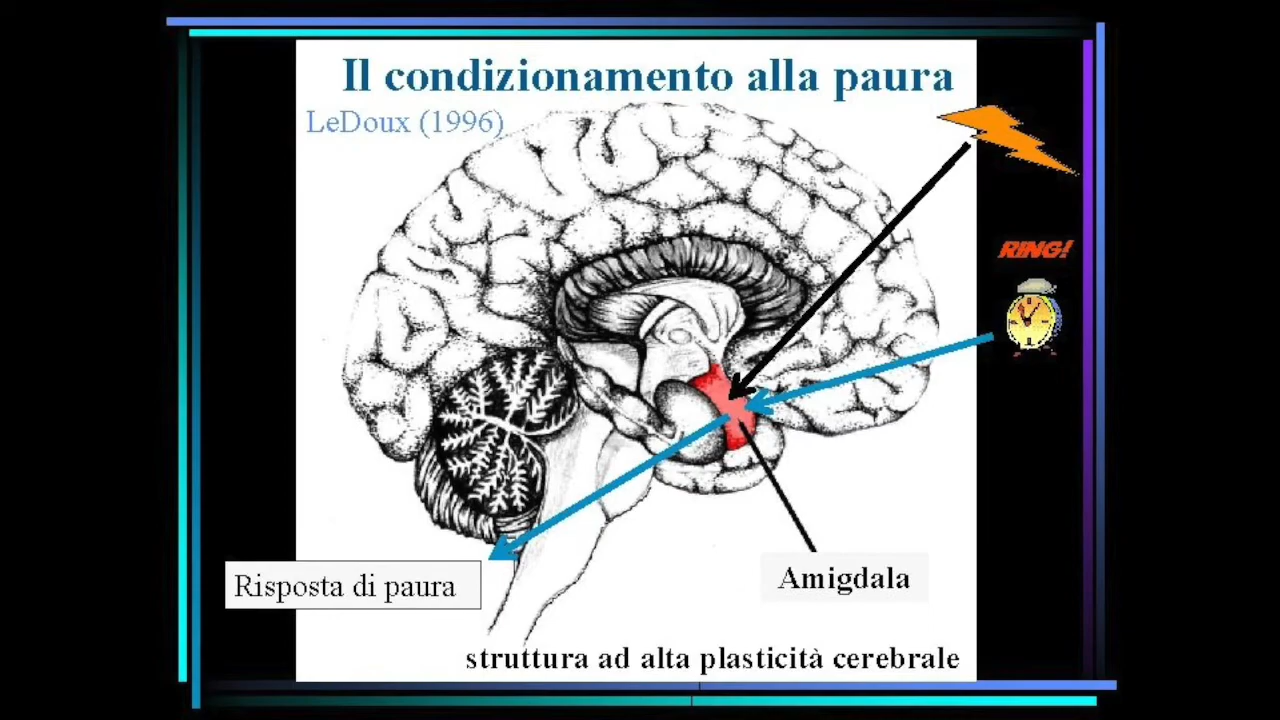 Il condizionamento alla paura
LeDoux (1996)
RING!
Risposta di paura
Amigdala
struttura ad alta plasticità cerebrale